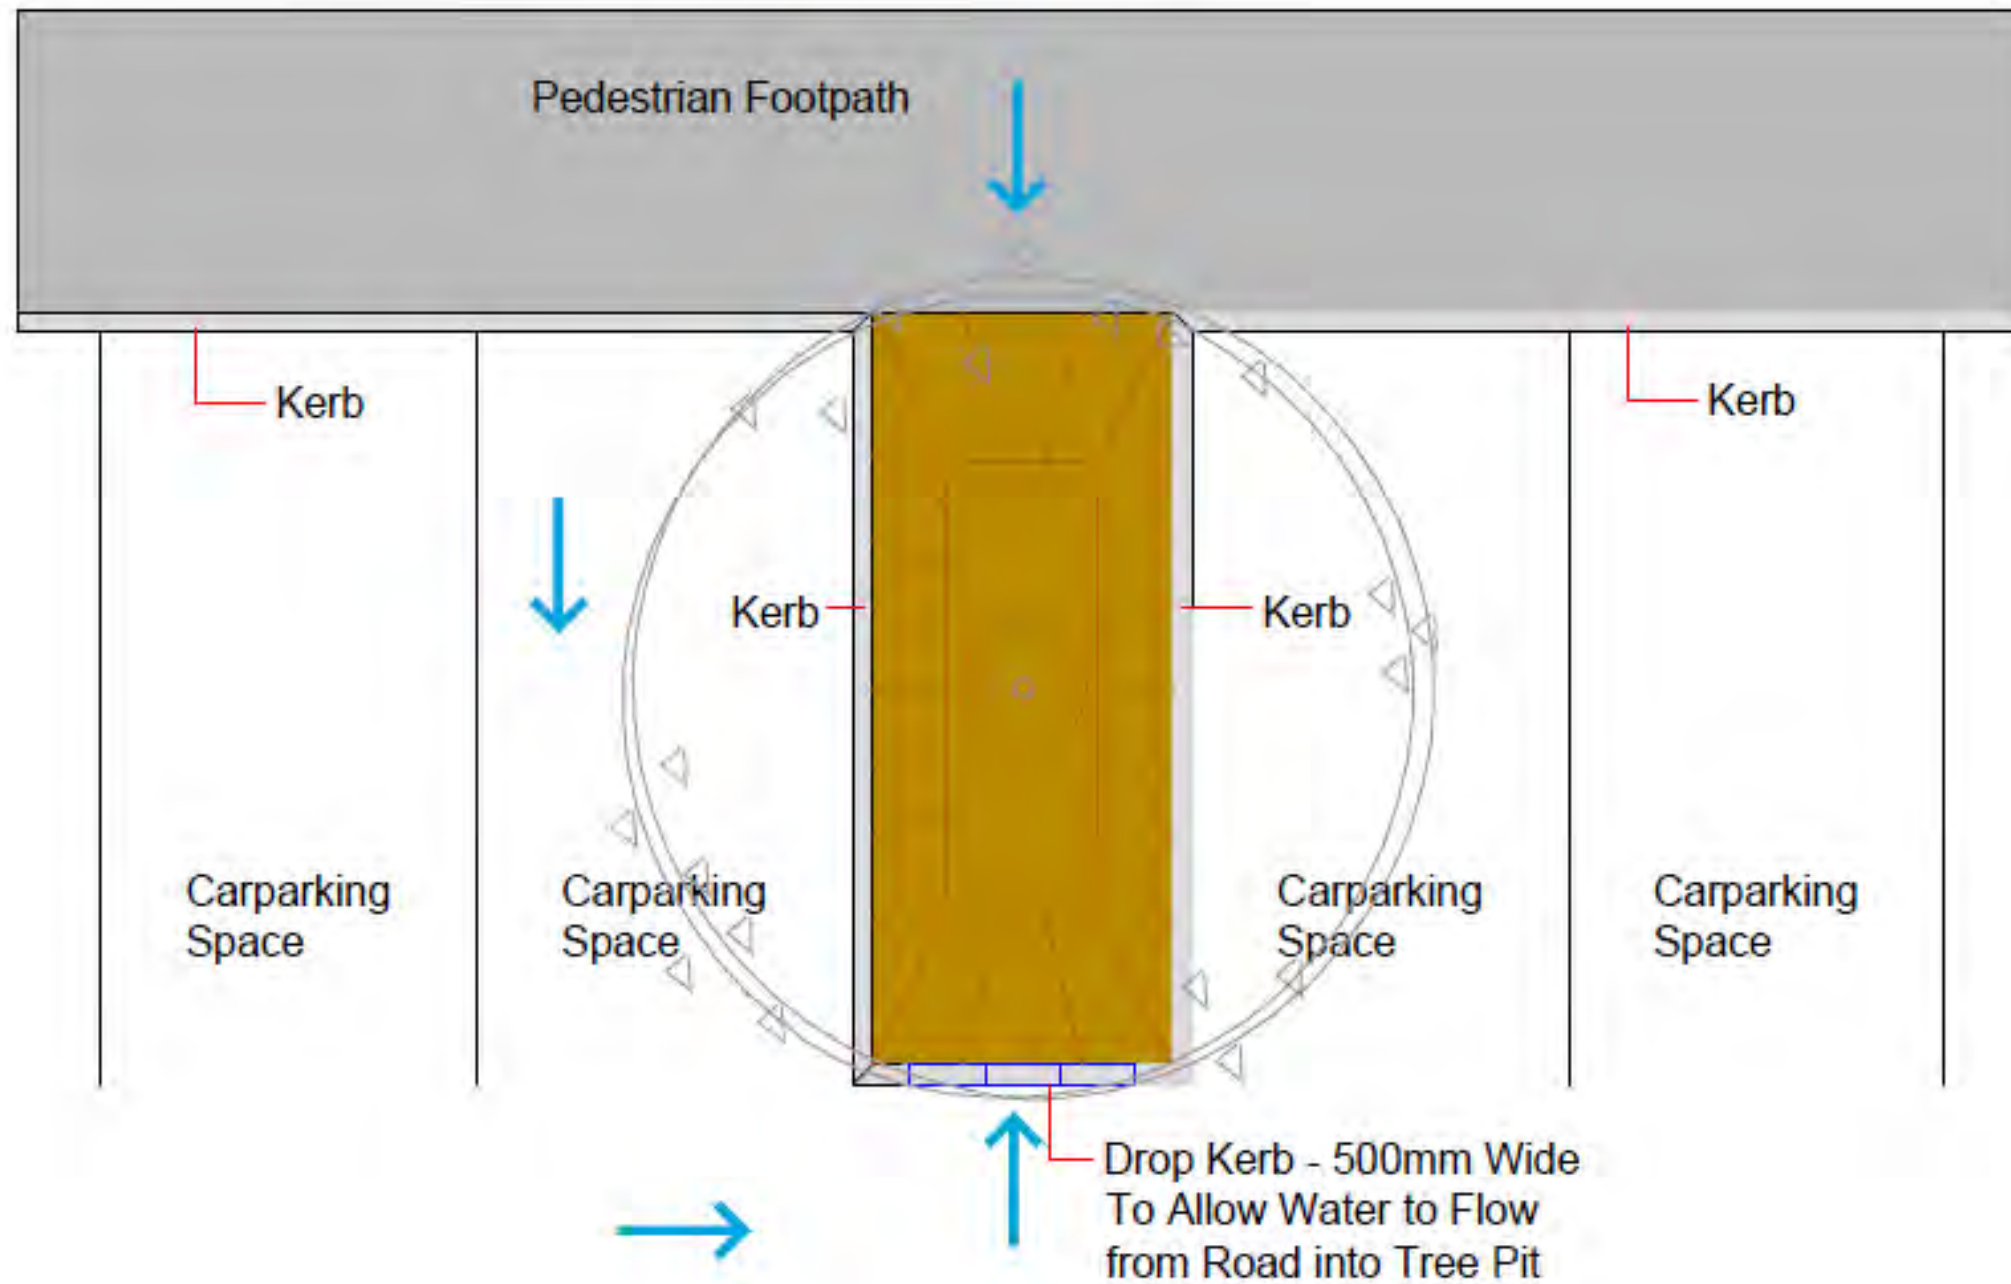 Pedestrian Footpath
Kerb
Kerb
Kerb
Kerb
Carparking
Space
Carparking
Space
Carparking
Space
Carparking
Space
Drop Kerb - 500mm Wide
To Allow Water to Flow
from Road into Tree Pit